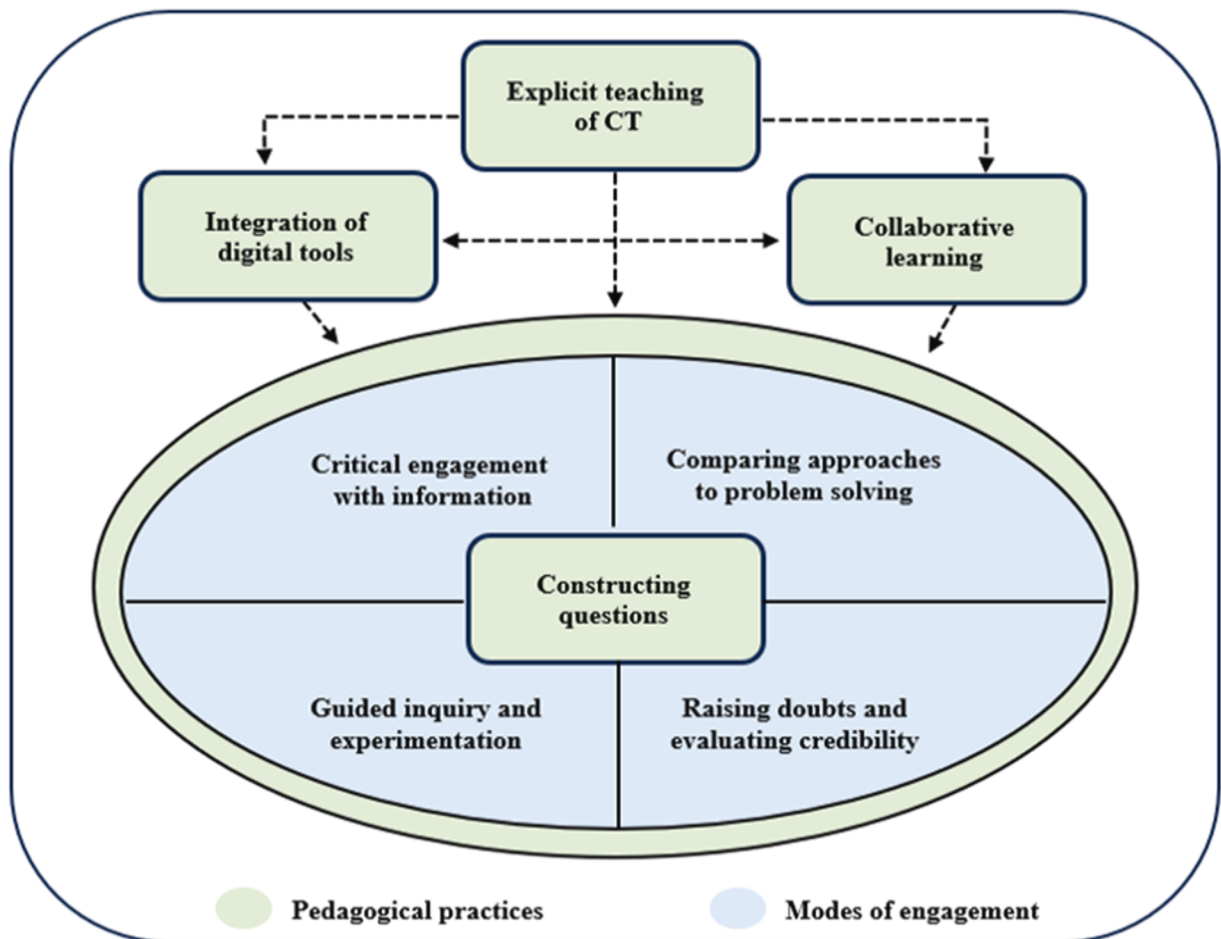 Explicit teaching
of CT
Integration of
digital tools
Collaborative
learning
Critical engagement
with information
Comparing approaches
to problem solving
Constructing
questions
Guided inquiry and
experimentation
Raising doubts and
evaluating credibility
Pedagogical practices
Modes of engagement